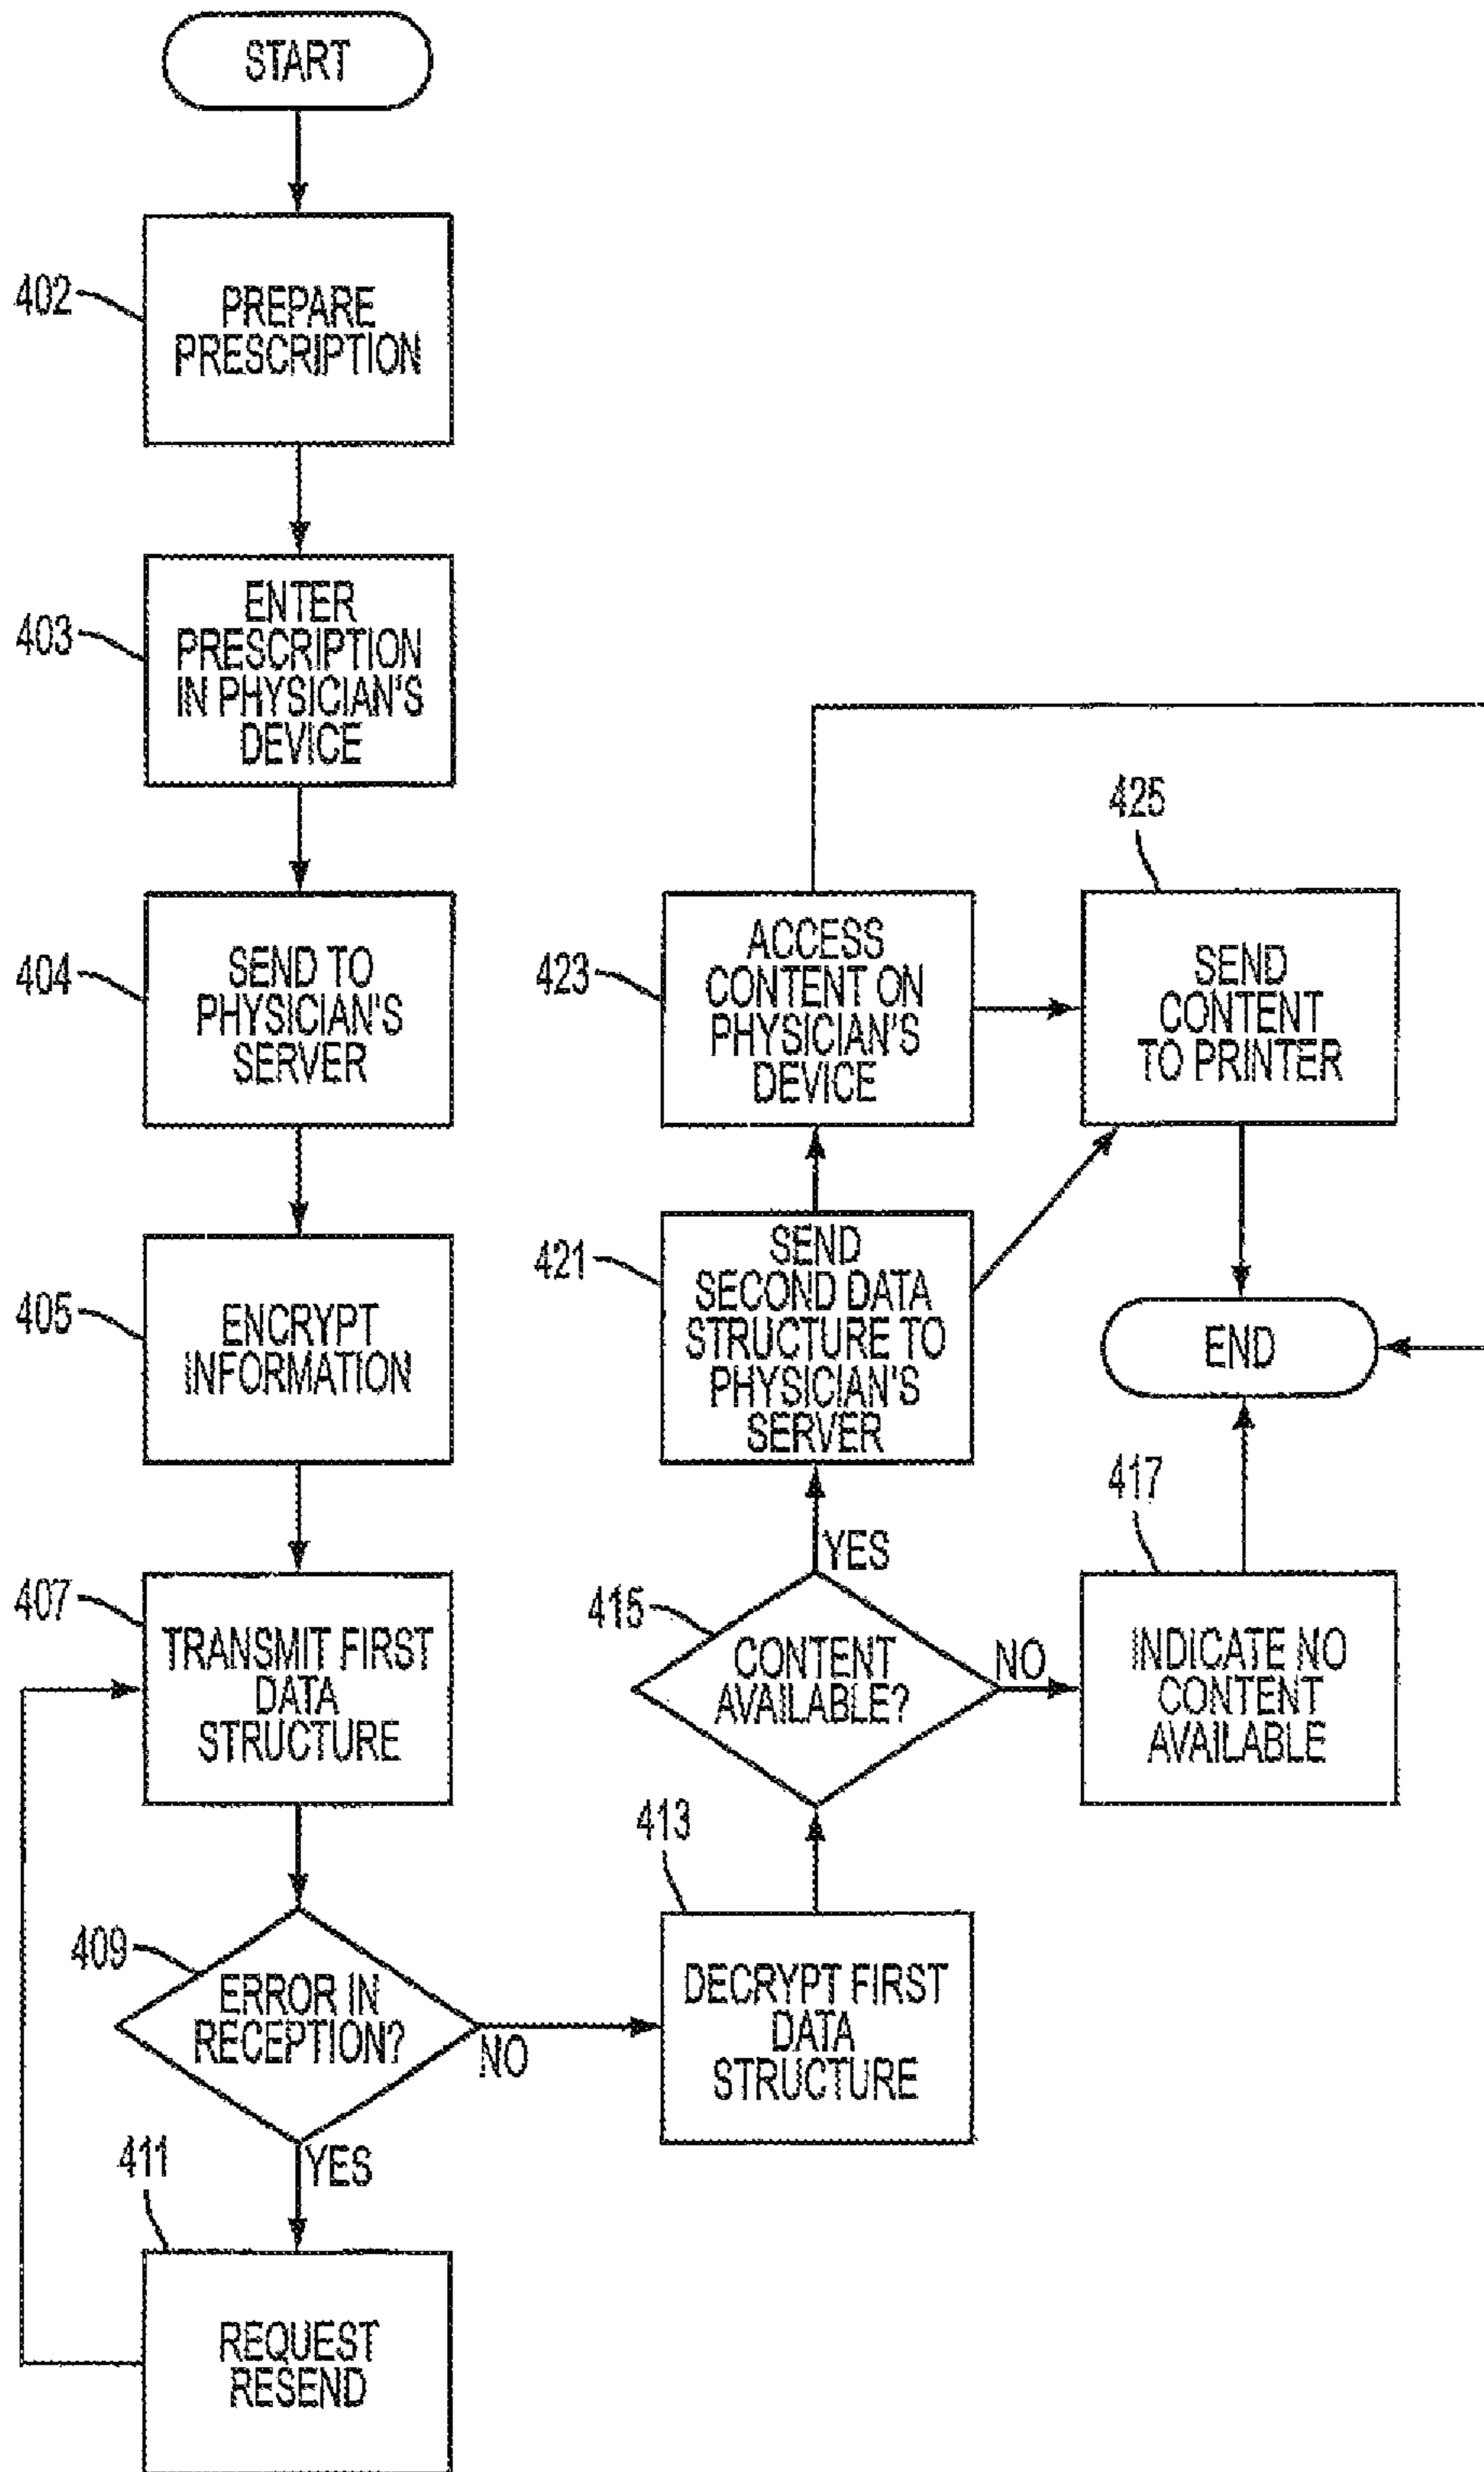 START
402
PREPARE
PRESCRIPTION
403
ENTER
PRESCRIPTION
IN PHYSICIAN'S
DEVICE
404
SEND TO
PHYSICIAN'S
SERVER
405
ENCRYPT
INFORMATION
407
TRANSMIT FIRST
DATA
STRUCTURE
409
ERROR IN
RECEPTION?
NO
YES
411
REQUEST
RESEND
413
DECRYPT FIRST
DATA
STRUCTURE
415
CONTENT
AVAILABLE?
YES
NO
417
INDICATE NO
CONTENT
AVAILABLE
421
SEND
SECOND DATA
STRUCTURE TO
PHYSICIAN'S
SERVER
423
ACCESS
CONTENT ON
PHYSICIAN'S
DEVICE
425
SEND
CONTENT
TO PRINTER
END